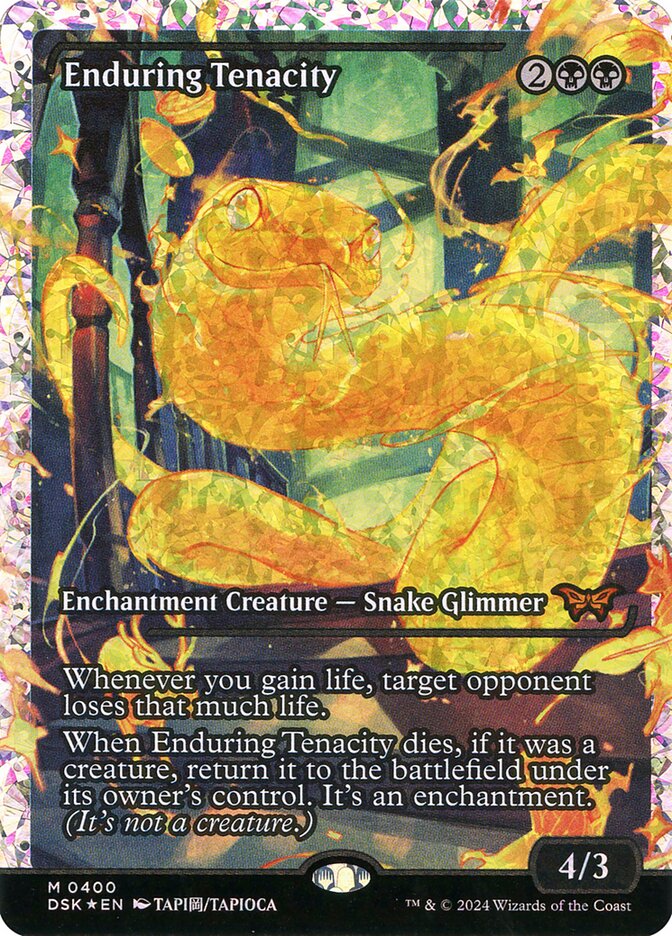 Enduring Tenacity 2
Enchantment Creature — Snake Glimmer
Whenever you gain life, target opponent
loses that much life.
When Enduring Tenacity dies, if it was a
creature, return it to the battlefield under
its owner's control. It's an enchantment.
(It's not a creature.)
4/3
M 0400
DSK ★ EN TAPI岡/TAPIOCA
™ & © 2024 Wizards of the Coast